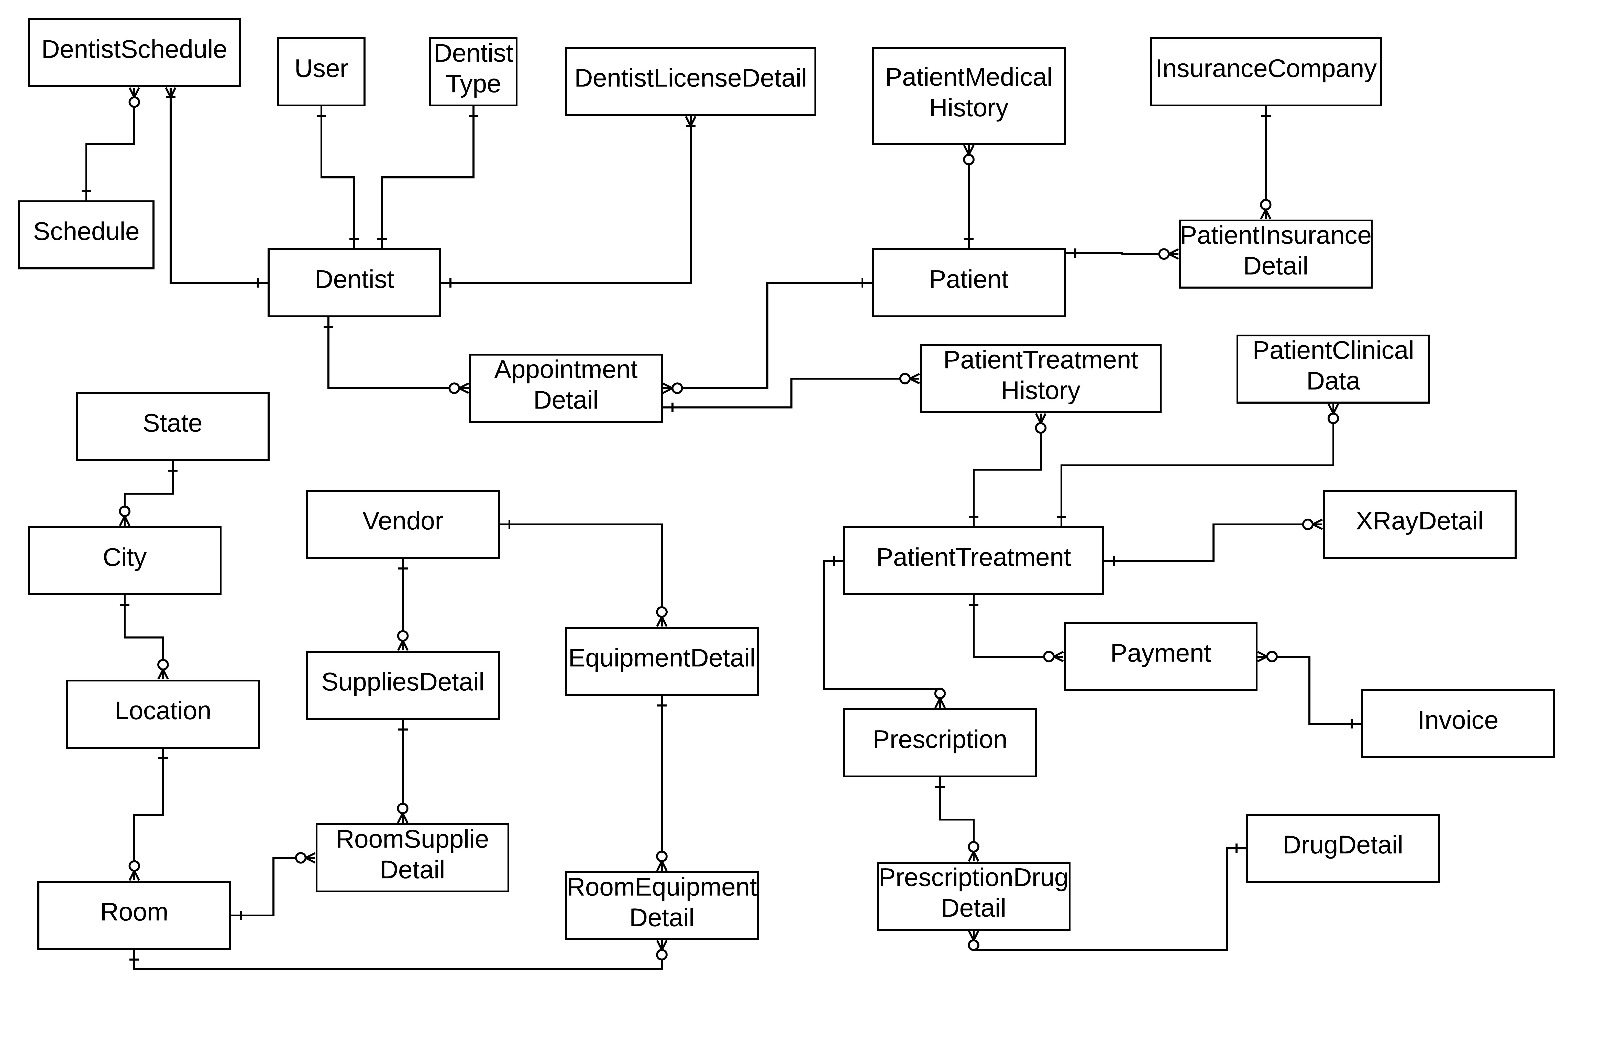 DentistSchedule
User
Dentist
Type
DentistLicenseDetail
PatientMedical
History
InsuranceCompany
Schedule
Dentist
Patient
PatientInsurance
Detail
Appointment
Detail
PatientTreatment
History
PatientClinical
Data
State
Vendor
XRayDetail
City
PatientTreatment
SuppliesDetail
EquipmentDetail
Payment
Location
Prescription
Invoice
RoomSupplie
Detail
DrugDetail
Room
RoomEquipment
Detail
PrescriptionDrug
Detail